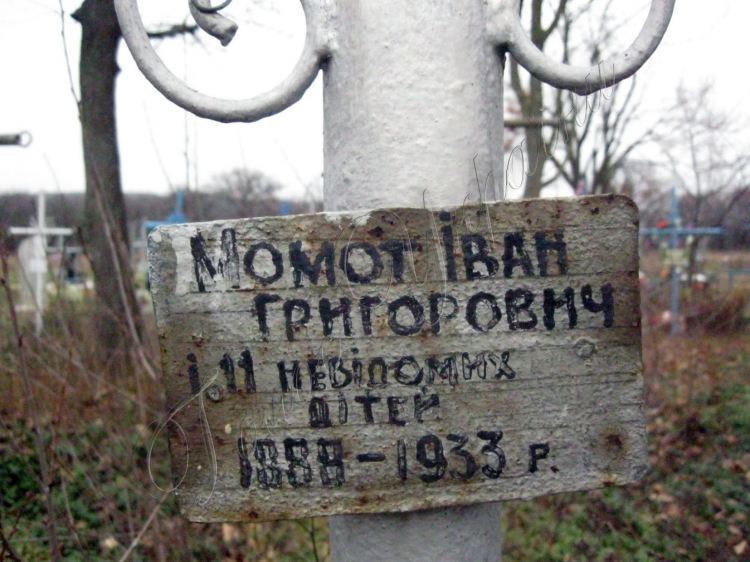 Момот Іван
Григорович
і 11 невідомих
дітей
1888-1933 р.